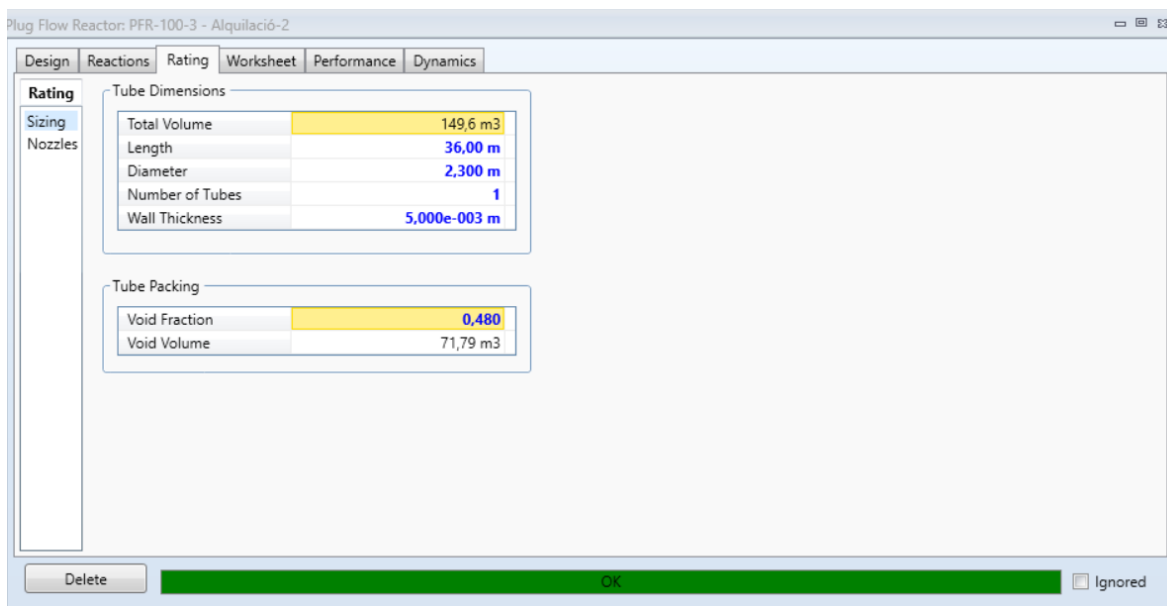 Plug Flow Reactor: PFR-100-3 - Alquilació-2
Design Reactions Rating Worksheet Performance Dynamics
Rating
Sizing
Nozzles
Tube Dimensions
Total Volume 149,6 m3
Length 36,00 m
Diameter 2,300 m
Number of Tubes 1
Wall Thickness 5,000e-003 m
Tube Packing
Void Fraction 0,480
Void Volume 71,79 m3
Delete OK Ignored